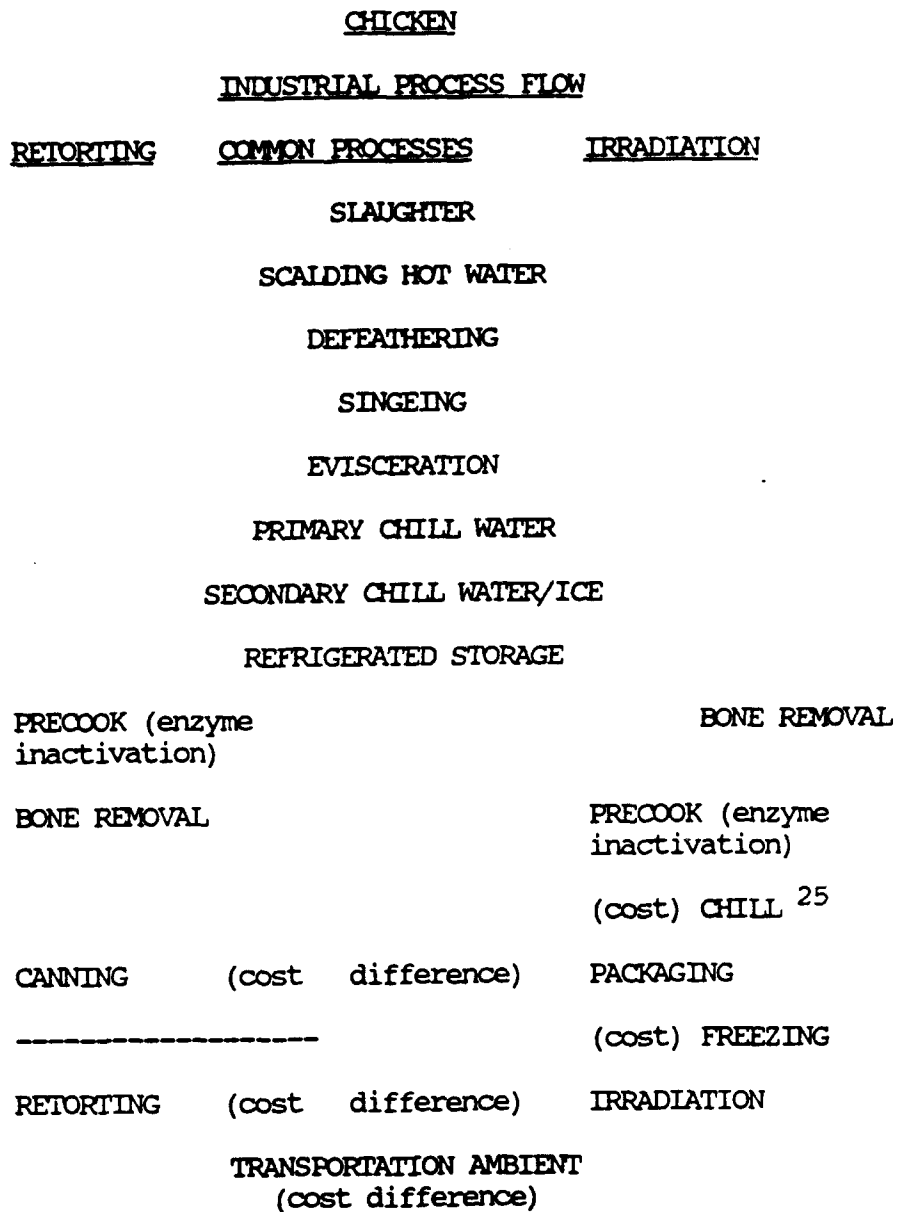 CHICKEN
INDUSTRIAL PROCESS FLOW
RETORTING COMMON PROCESSES IRRADIATION
SLAUGHTER
SCALDING HOT WATER
DEFEATHERING
SINGEING
EVISCERATION
PRIMARY CHILL WATER
SECONDARY CHILL WATER/ICE
REFRIGERATED STORAGE
PRECOOK (enzyme BONE REMOVAL
inactivation)
BONE REMOVAL PRECOOK (enzyme
inactivation)
(cost) CHILL 25
CANNING (cost difference) PACKAGING
-------------------- (cost) FREEZING
RETORTING (cost difference) IRRADIATION
TRANSPORTATION AMBIENT
(cost difference)